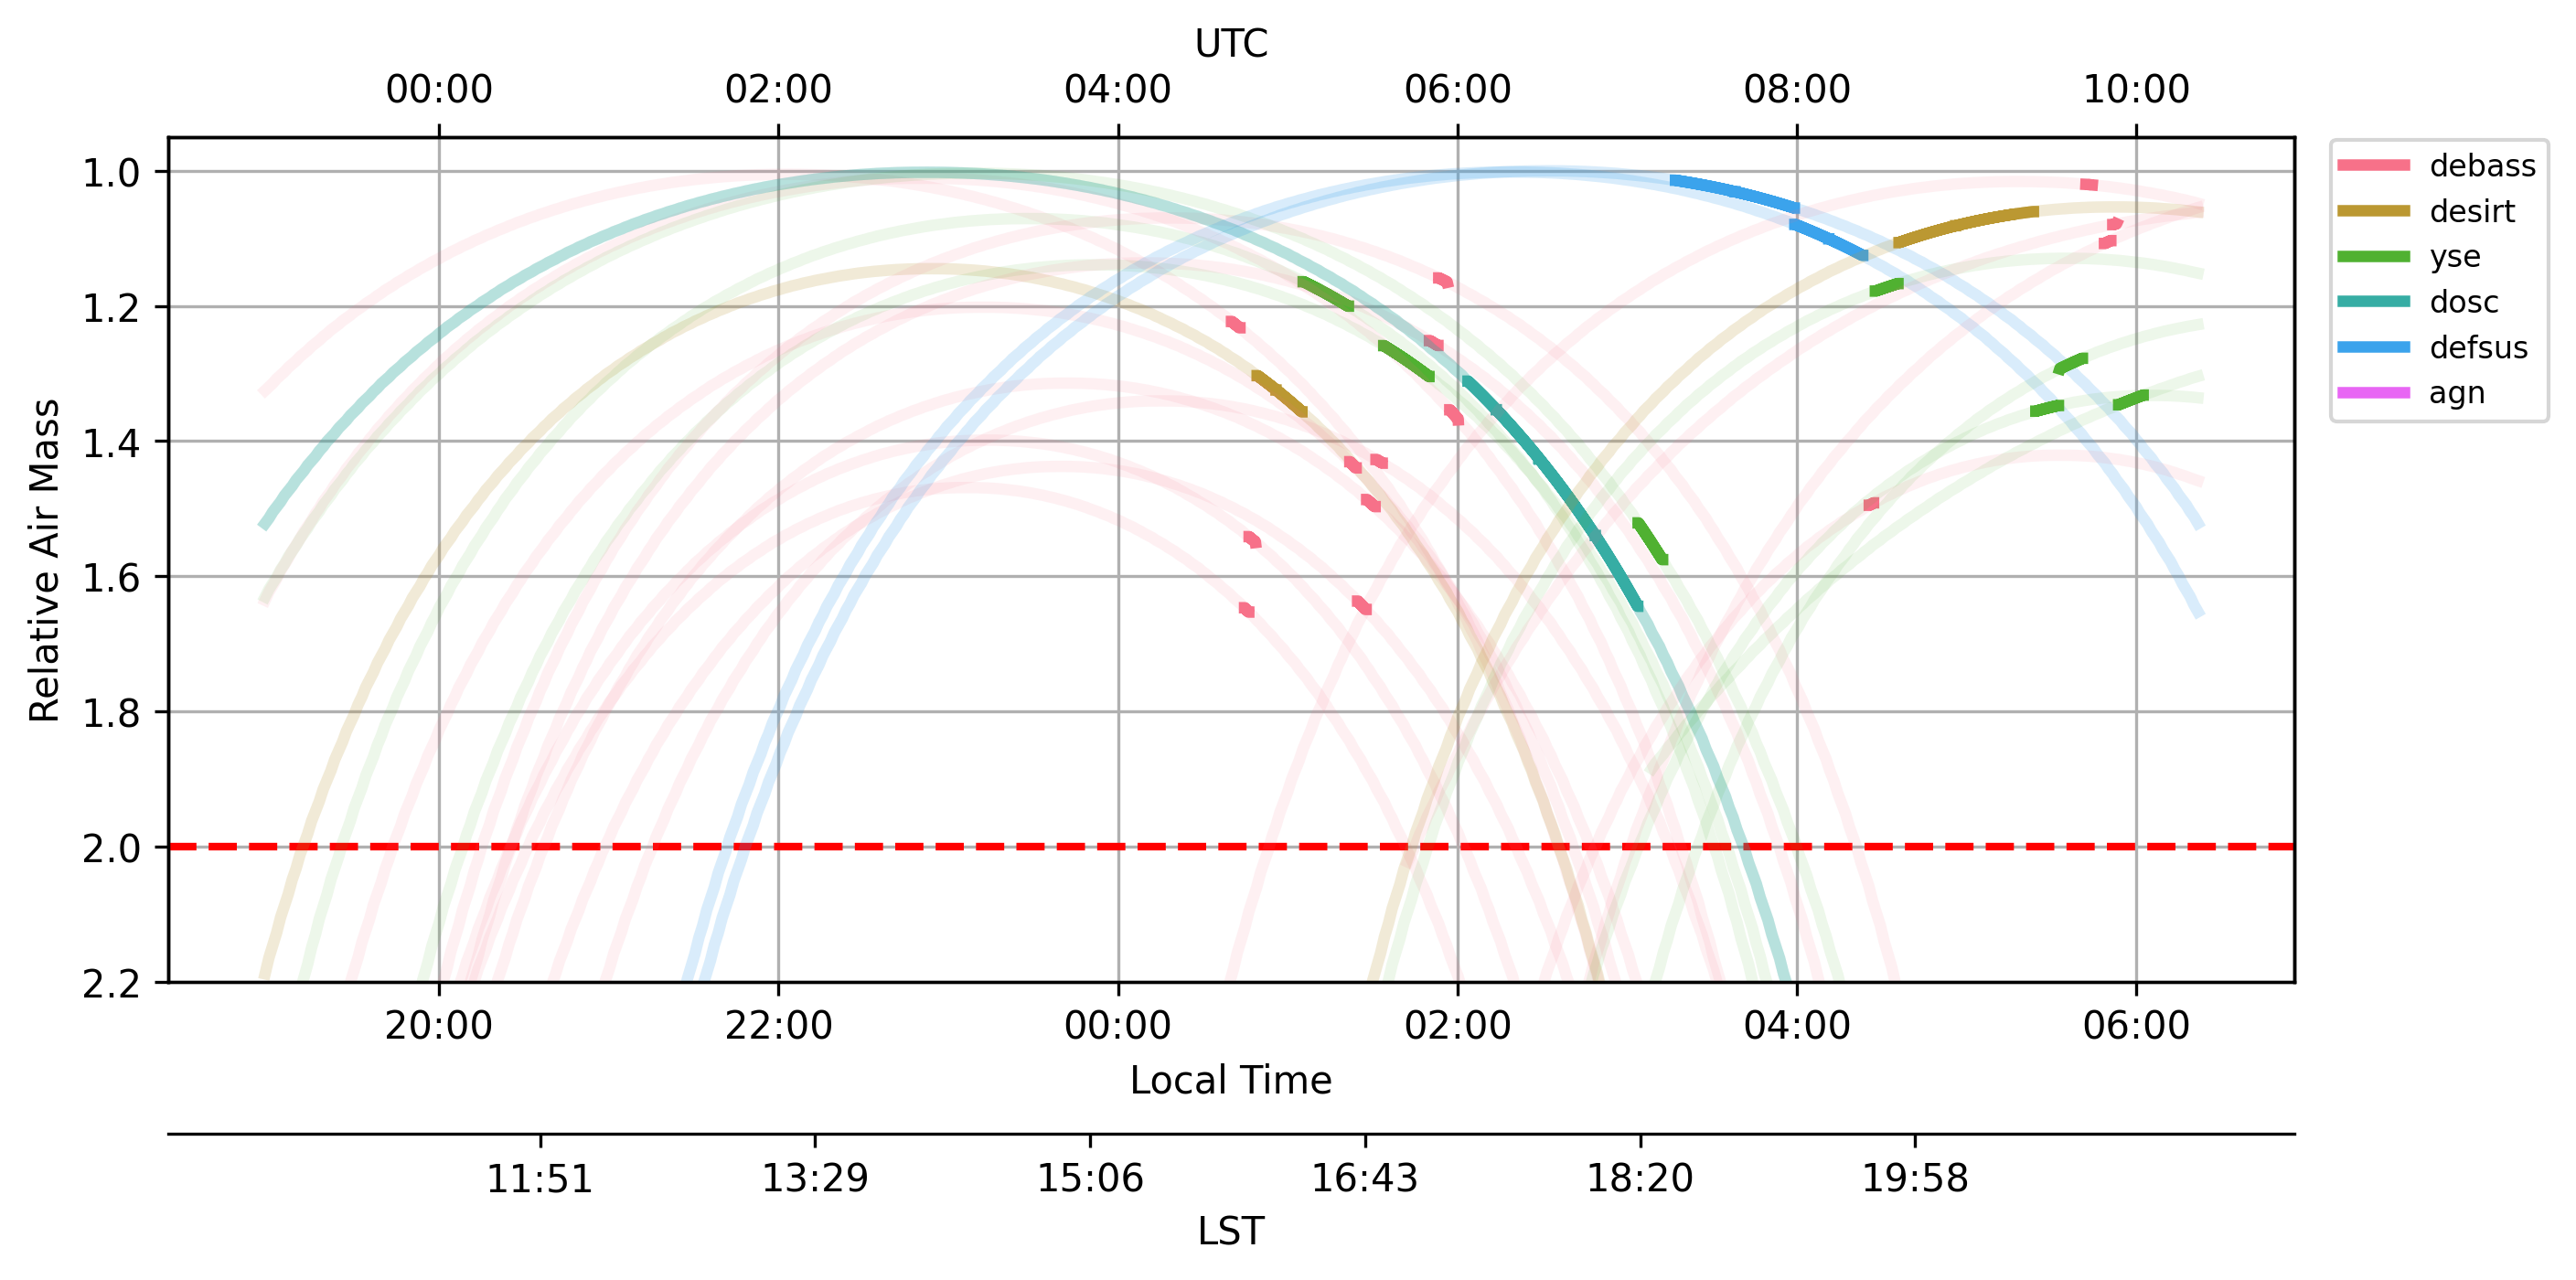 UTC
00:00 02:00 04:00 06:00 08:00 10:00
Relative Air Mass
1.0
1.2
1.4
1.6
1.8
2.0
2.2
debass
desirt
yse
dosc
defsus
agn
20:00 22:00 00:00 02:00 04:00 06:00
Local Time
11:51 13:29 15:06 16:43 18:20 19:58
LST